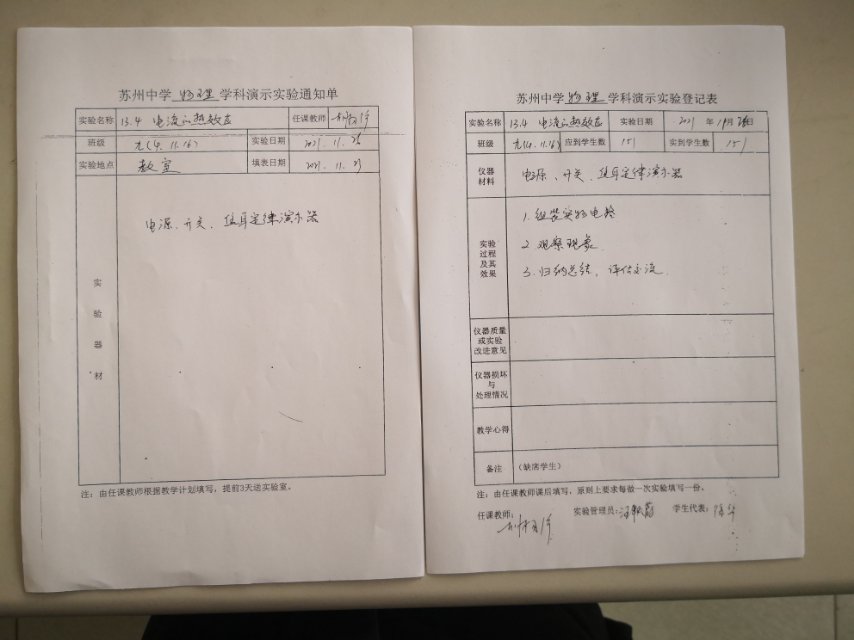 苏州中学 物理 学科演示实验通知单
实验名称 13.4 电流的热效应 任课教师
班级 (4.11.16) 实验日期 2021.11.26
实验地点 教室 填表日期 2021.11.23
实验器材
电源、开关、焦耳定律演示器
注：由任课教师根据教学计划填写，提前3天送实验室。
苏州中学 物理 学科演示实验登记表
实验名称 13.4 电流的热效应 实验日期 2021 年 11月 26日
班级 (4.11.16) 应到学生数 151 实到学生数 151
仪器材料 电源、开关、焦耳定律演示器
实验过程及其效果
1. 组装实物电路
2. 观察现象
3. 归纳总结、评估交流
仪器质量或实验改进意见
仪器损坏与处理情况
教学心得
备注 （缺席学生）
注：由任课教师课后填写，原则上要求每做一次实验填写一份。
任课教师： 实验管理员： 学生代表：